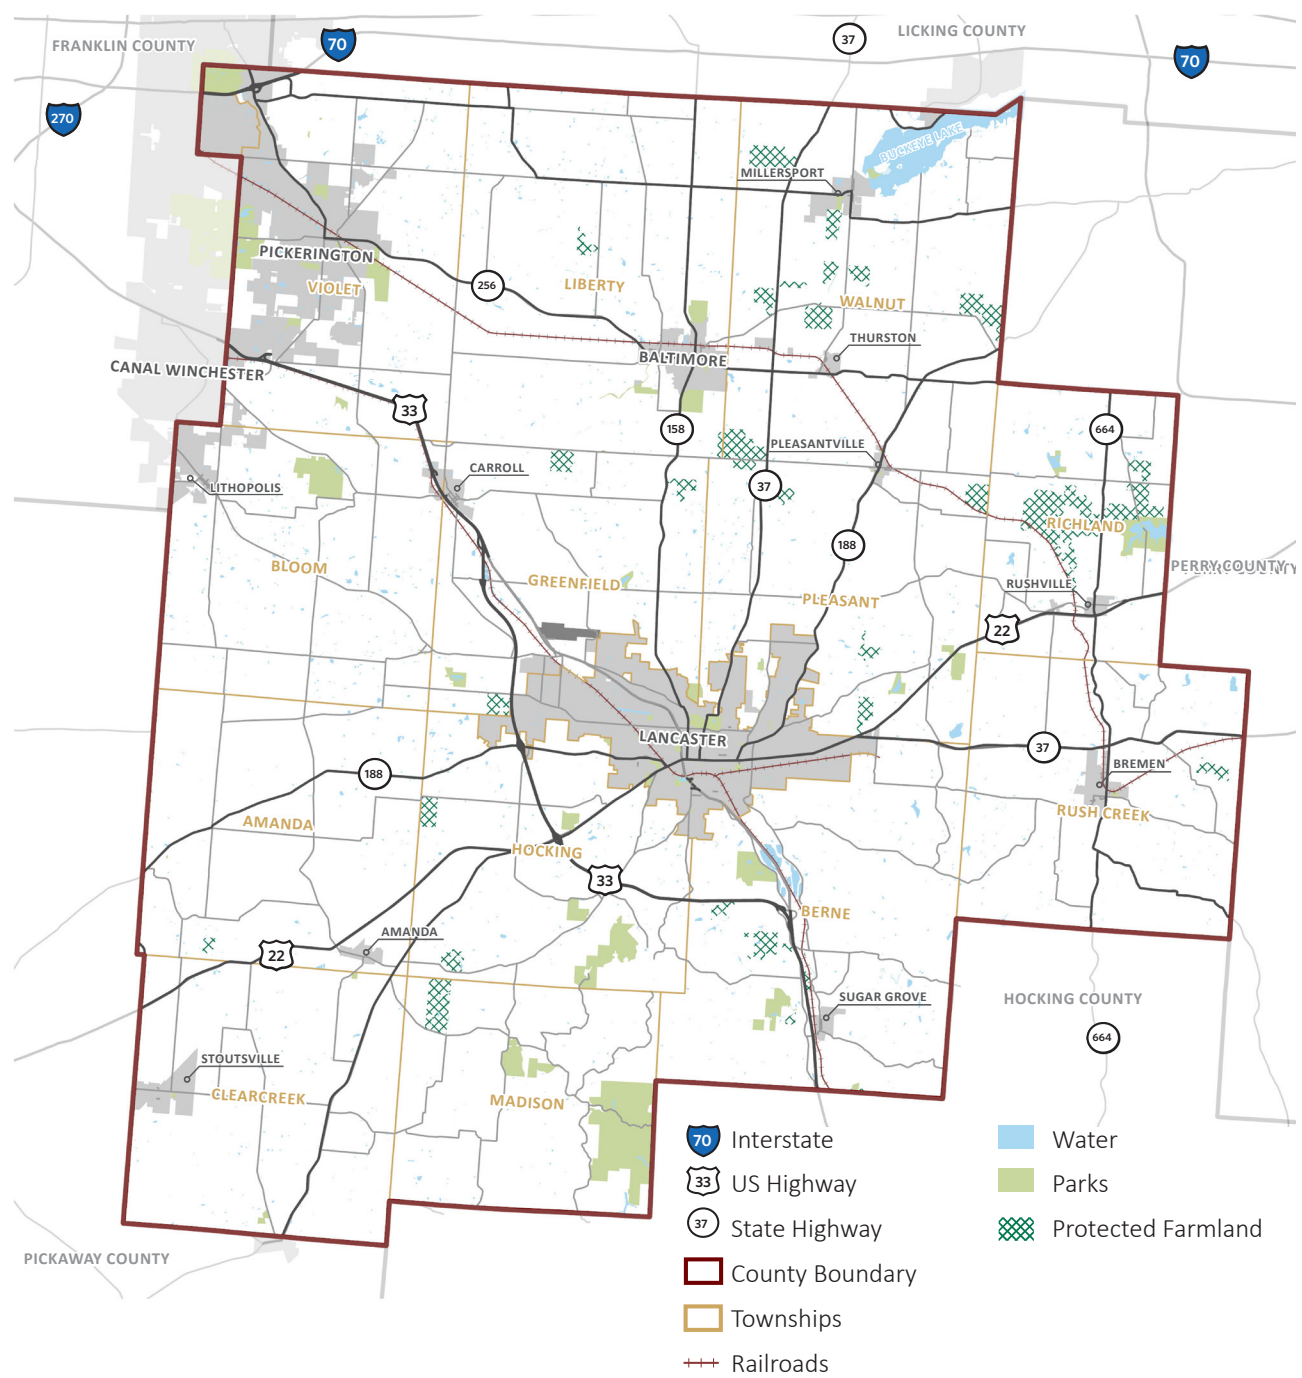 FRANKLIN COUNTY
70
37
LICKING COUNTY
70
270
BUCKEYE LAKE
MILLERSPORT
PICKERINGTON
VIOLET
256
LIBERTY
WALNUT
THURSTON
BALTIMORE
CANAL WINCHESTER
33
158
664
PLEASANTVILLE
CARROLL
LITHOPOLIS
37
RICHLAND
188
BLOOM
GREENFIELD
PERRY COUNTY
RUSHVILLE
PLEASANT
22
LANCASTER
37
188
BREMEN
AMANDA
RUSH CREEK
HOCKING
33
BERNE
AMANDA
22
SUGAR GROVE
HOCKING COUNTY
664
STOUTSVILLE
CLEARCREEK
MADISON
PICKAWAY COUNTY
70 Interstate
33 US Highway
37 State Highway
County Boundary
Townships
Railroads
Water
Parks
Protected Farmland